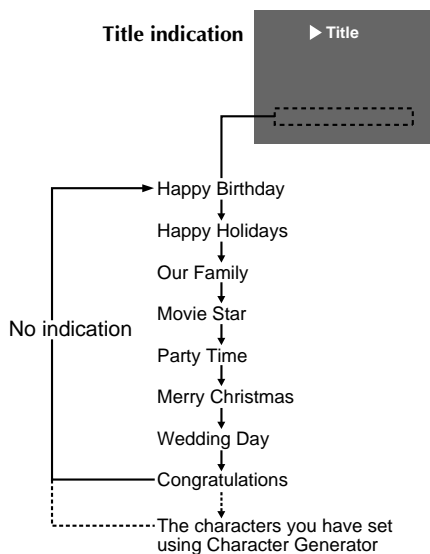 Title indication
Title
Happy Birthday
Happy Holidays
Our Family
Movie Star
No indication
Party Time
Merry Christmas
Wedding Day
Congratulations
The characters you have set
using Character Generator